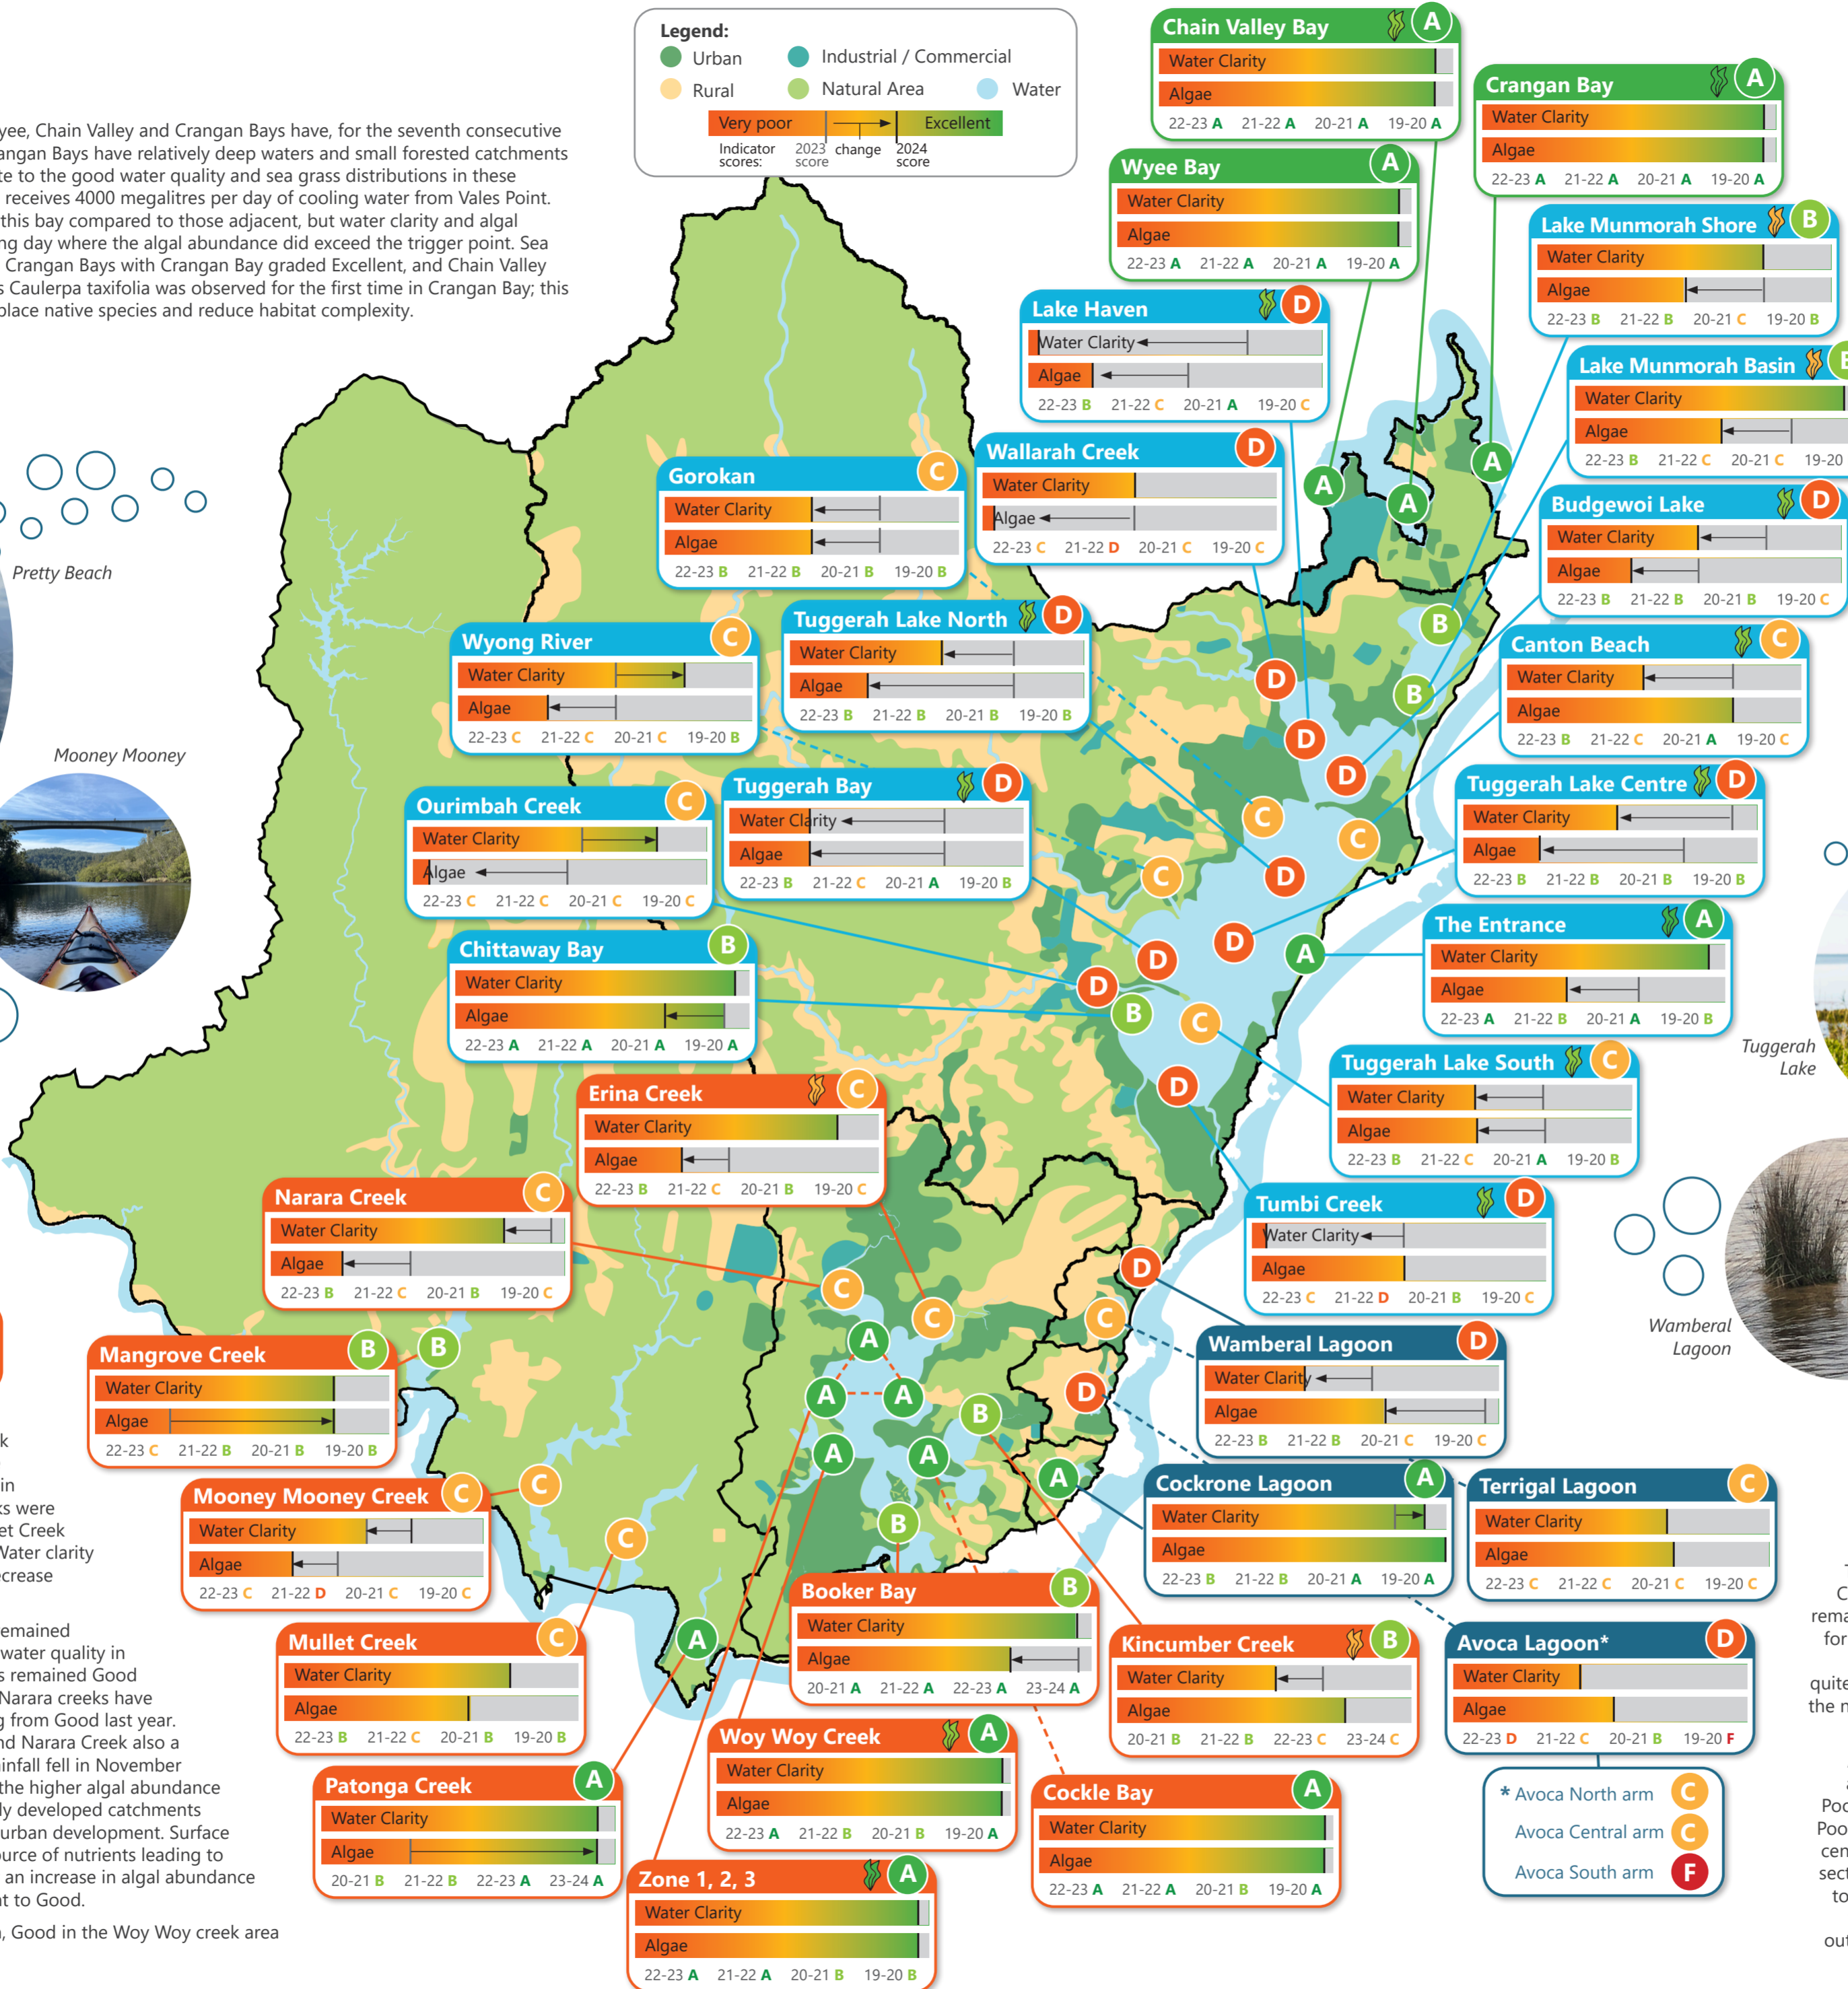 Legend:
Urban
Industrial / Commercial
Rural
Natural Area
Water
Very poor
Excellent
Indicator scores:
2023 score
change
2024 score
yee, Chain Valley and Crangan Bays have, for the seventh consecutive
angan Bays have relatively deep waters and small forested catchments
te to the good water quality and sea grass distributions in these
receives 4000 megalitres per day of cooling water from Vales Point.
this bay compared to those adjacent, but water clarity and algal
ng day where the algal abundance did exceed the trigger point. Sea
Crangan Bays with Crangan Bay graded Excellent, and Chain Valley
s Caulerpa taxifolia was observed for the first time in Crangan Bay; this
place native species and reduce habitat complexity.
Chain Valley Bay A
Water Clarity
Algae
22-23 A 21-22 A 20-21 A 19-20 A
Crangan Bay A
Water Clarity
Algae
22-23 A 21-22 A 20-21 A 19-20 A
Wyee Bay A
Water Clarity
Algae
22-23 A 21-22 A 20-21 A 19-20 A
Lake Munmorah Shore B
Water Clarity
Algae
22-23 B 21-22 B 20-21 C 19-20 B
Lake Haven D
Water Clarity
Algae
22-23 B 21-22 C 20-21 A 19-20 C
Lake Munmorah Basin
Water Clarity
Algae
22-23 B 21-22 C 20-21 C 19-20
Wallarah Creek D
Water Clarity
Algae
22-23 C 21-22 D 20-21 C 19-20 C
Gorokan C
Water Clarity
Algae
22-23 B 21-22 B 20-21 B 19-20 B
Budgewoi Lake D
Water Clarity
Algae
22-23 B 21-22 B 20-21 B 19-20 C
Pretty Beach
Tuggerah Lake North D
Water Clarity
Algae
22-23 B 21-22 B 20-21 B 19-20 B
Wyong River C
Water Clarity
Algae
22-23 C 21-22 C 20-21 C 19-20 B
Canton Beach C
Water Clarity
Algae
22-23 B 21-22 C 20-21 A 19-20 C
Mooney Mooney
Tuggerah Bay D
Water Clarity
Algae
22-23 B 21-22 C 20-21 A 19-20 B
Tuggerah Lake Centre D
Water Clarity
Algae
22-23 B 21-22 B 20-21 B 19-20 B
Ourimbah Creek C
Water Clarity
Algae
22-23 C 21-22 C 20-21 C 19-20 C
The Entrance A
Water Clarity
Algae
22-23 A 21-22 B 20-21 A 19-20 B
Chittaway Bay B
Water Clarity
Algae
22-23 A 21-22 A 20-21 A 19-20 A
Tuggerah
Lake
Tuggerah Lake South C
Water Clarity
Algae
22-23 B 21-22 C 20-21 A 19-20 B
Erina Creek C
Water Clarity
Algae
22-23 B 21-22 C 20-21 B 19-20 C
Narara Creek C
Water Clarity
Algae
22-23 B 21-22 C 20-21 B 19-20 C
Tumbi Creek D
Water Clarity
Algae
22-23 C 21-22 D 20-21 B 19-20 C
Wamberal
Lagoon
Wamberal Lagoon D
Water Clarity
Algae
22-23 B 21-22 B 20-21 C 19-20 C
Mangrove Creek B
Water Clarity
Algae
22-23 C 21-22 B 20-21 B 19-20 B
Cockrone Lagoon A
Water Clarity
Algae
22-23 B 21-22 B 20-21 A 19-20 A
Terrigal Lagoon C
Water Clarity
Algae
22-23 C 21-22 C 20-21 C 19-20 C
Mooney Mooney Creek C
Water Clarity
Algae
22-23 C 21-22 D 20-21 C 19-20 C
Booker Bay B
Water Clarity
Algae
20-21 A 21-22 A 22-23 A 23-24 A
Mullet Creek C
Water Clarity
Algae
22-23 B 21-22 C 20-21 B 19-20 B
Kincumber Creek B
Water Clarity
Algae
20-21 B 21-22 B 22-23 C 23-24 C
Avoca Lagoon* D
Water Clarity
Algae
22-23 D 21-22 C 20-21 B 19-20 F
* Avoca North arm C
Avoca Central arm C
Avoca South arm F
Woy Woy Creek A
Water Clarity
Algae
22-23 A 21-22 B 20-21 B 19-20 A
Patonga Creek A
Water Clarity
Algae
20-21 B 21-22 B 22-23 A 23-24 A
Cockle Bay A
Water Clarity
Algae
22-23 A 21-22 A 20-21 B 19-20 A
Zone 1, 2, 3 A
Water Clarity
Algae
22-23 A 21-22 A 20-21 B 19-20 B
A
A
A
B
B
D
D
D
C
C
C
D
D
D
A
D
B
C
D
D
C
D
A
C
C
A
A
A
A
A
B
B
B
C
C
A
k
in
ks were
et Creek
Water clarity
ecrease
emained
water quality in
s remained Good
Narara creeks have
g from Good last year.
nd Narara Creek also a
ainfall fell in November
the higher algal abundance
ly developed catchments
urban development. Surface
ource of nutrients leading to
an increase in algal abundance
nt to Good.
, Good in the Woy Woy creek area
C
rema
for
quite
the n
Poo
Poo
cen
sect
to
out